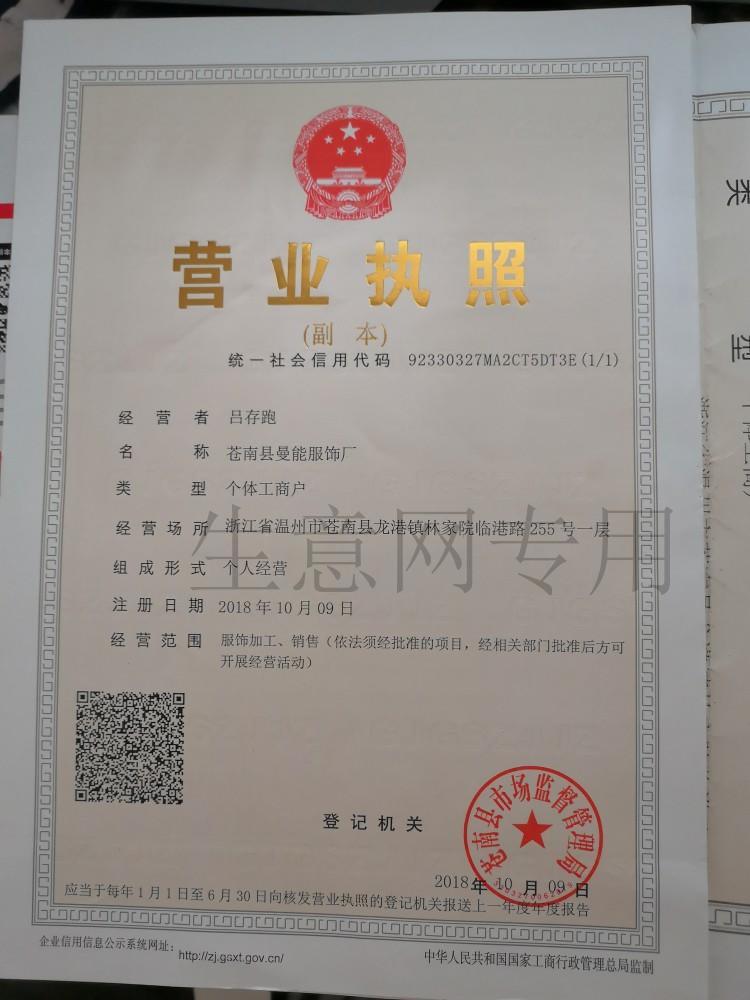 营业执照
(副 本)
统一社会信用代码 92330327MA2CT5DT3E(1/1)
经营者 吕存跑
名称 苍南县曼能服饰厂
类型 个体工商户
经营场所 浙江省温州市苍南县龙港镇林家院临港路255号一层
组成形式 个人经营
注册日期 2018年10月09日
经营范围 服饰加工、销售（依法须经批准的项目，经相关部门批准后方可
开展经营活动）
生意网专用
登记机关
苍南县市场监督管理局
2018年10月09日
应当于每年1月1日至6月30日向核发营业执照的登记机关报送上一年度年度报告
企业信用信息公示系统网址：http://zj.gsxt.gov.cn/
中华人民共和国国家工商行政管理总局监制
类
型